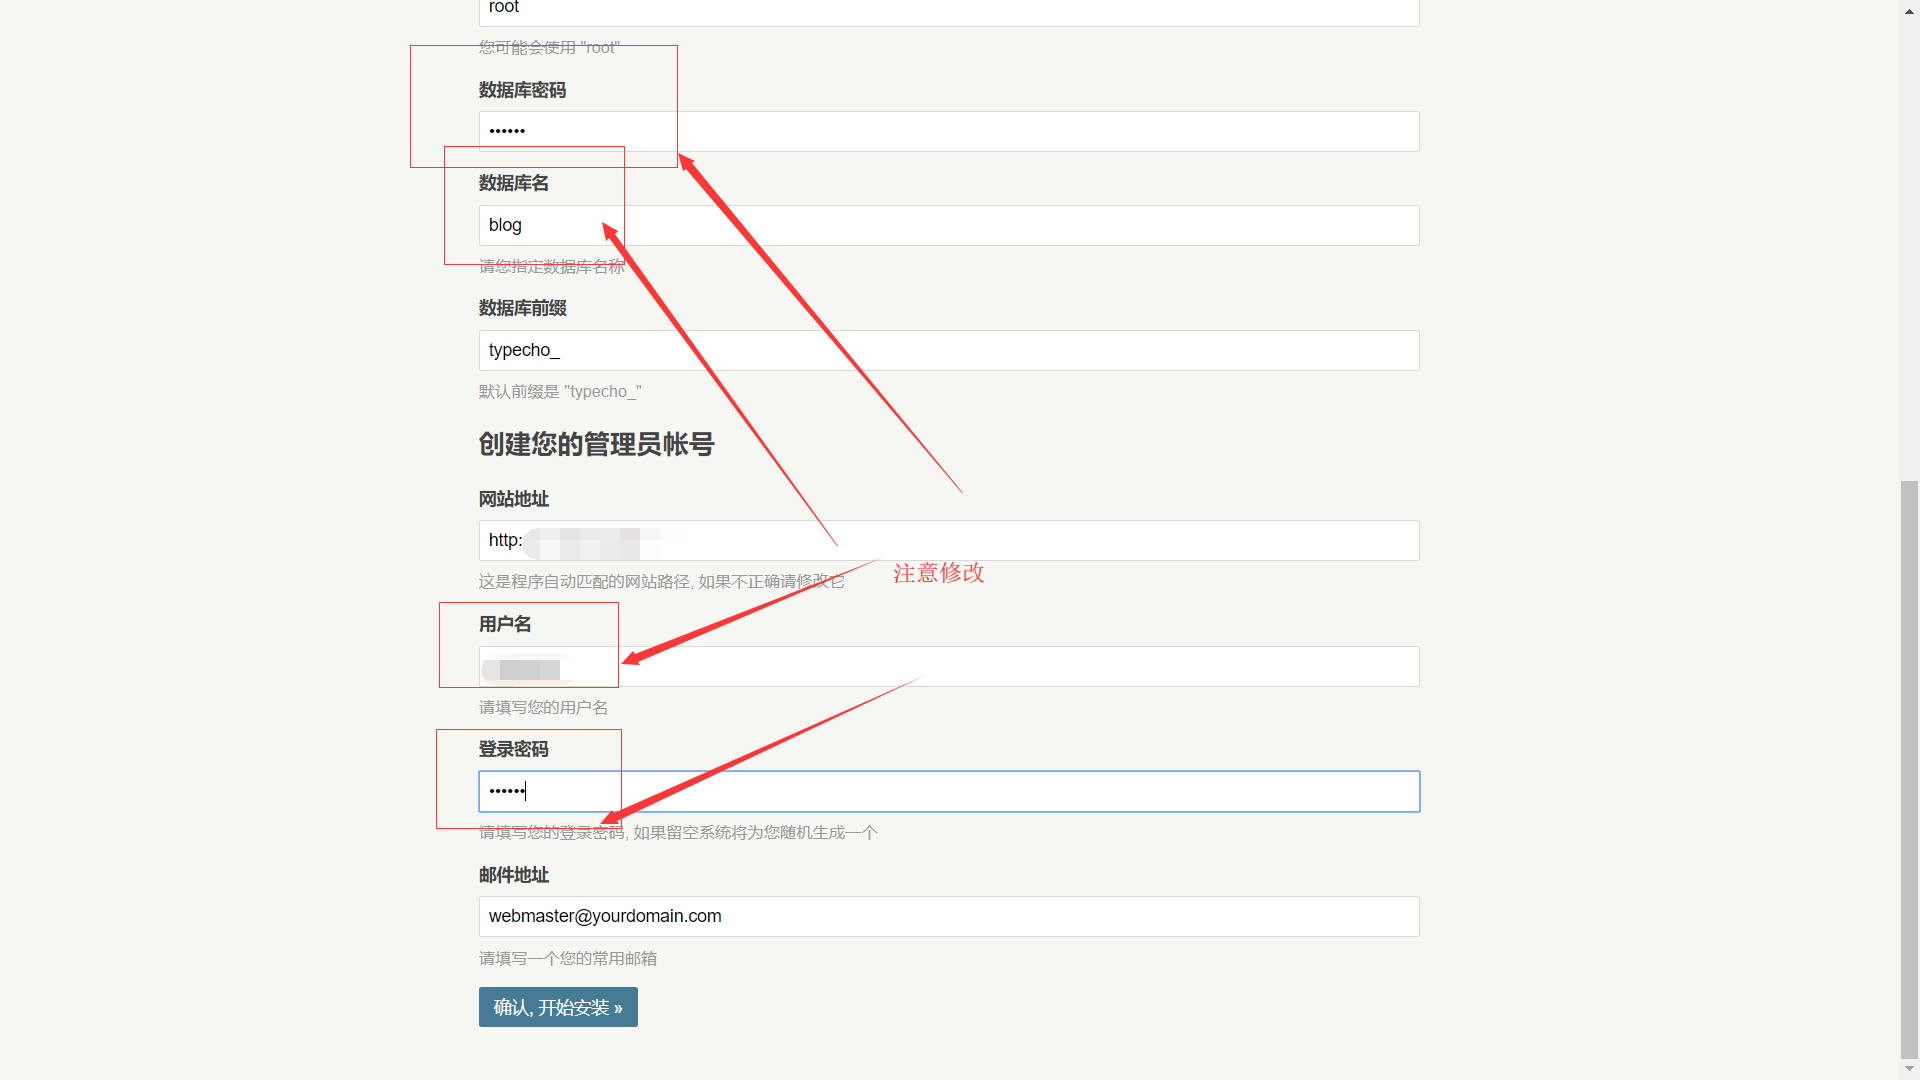 root
您可能会使用 "root"
数据库密码
••••••
数据库名
blog
请您指定数据库名称
数据库前缀
typecho_
默认前缀是 "typecho_"
创建您的管理员帐号
网站地址
http:
这是程序自动匹配的网站路径, 如果不正确请修改它
注意修改
用户名
请填写您的用户名
登录密码
••••••
请填写您的登录密码, 如果留空系统将为您随机生成一个
邮件地址
webmaster@yourdomain.com
请填写一个您的常用邮箱
确认, 开始安装 »